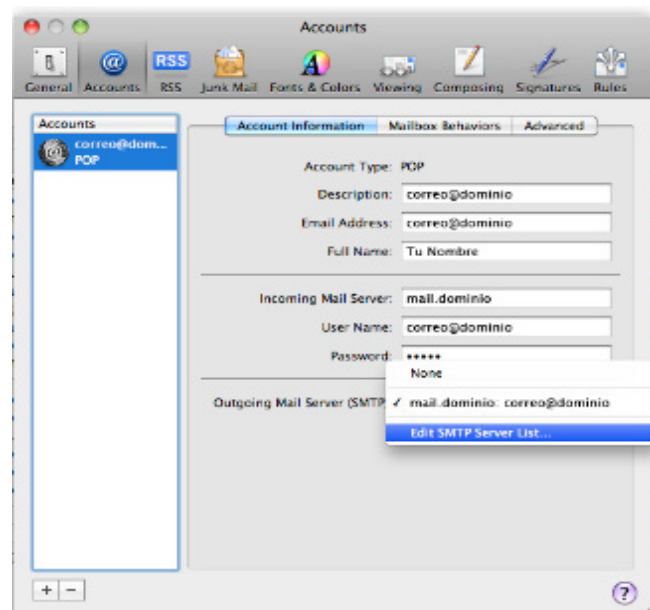 Accounts
General Accounts RSS RSS Junk Mail Fonts & Colors Viewing Composing Signatures Rules
Accounts
correo@dom...
POP
Account Information Mailbox Behaviors Advanced
Account Type: POP
Description: correo@dominio
Email Address: correo@dominio
Full Name: Tu Nombre
Incoming Mail Server: mail.dominio
User Name: correo@dominio
Password: •••••
None
Outgoing Mail Server (SMTP ✓ mail.dominio: correo@dominio
Edit SMTP Server List...
+ − ?